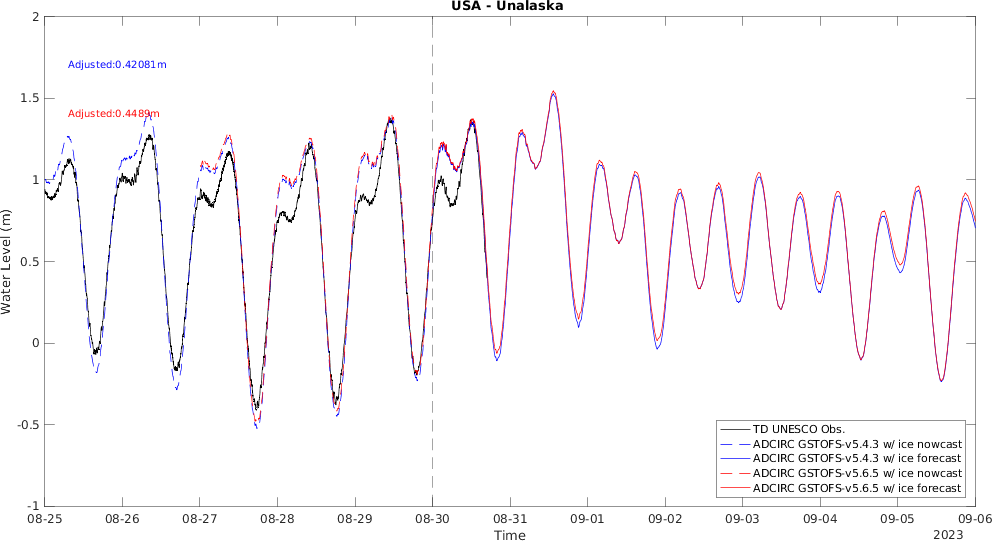 USA - Unalaska
2
1.5
1
0.5
0
-0.5
-1
Water Level (m)
Adjusted:0.42081m
Adjusted:0.4489m
TD UNESCO Obs.
ADCIRC GSTOFS-v5.4.3 w/ ice nowcast
ADCIRC GSTOFS-v5.4.3 w/ ice forecast
ADCIRC GSTOFS-v5.6.5 w/ ice nowcast
ADCIRC GSTOFS-v5.6.5 w/ ice forecast
08-25 08-26 08-27 08-28 08-29 08-30 08-31 09-01 09-02 09-03 09-04 09-05 09-06
Time
2023